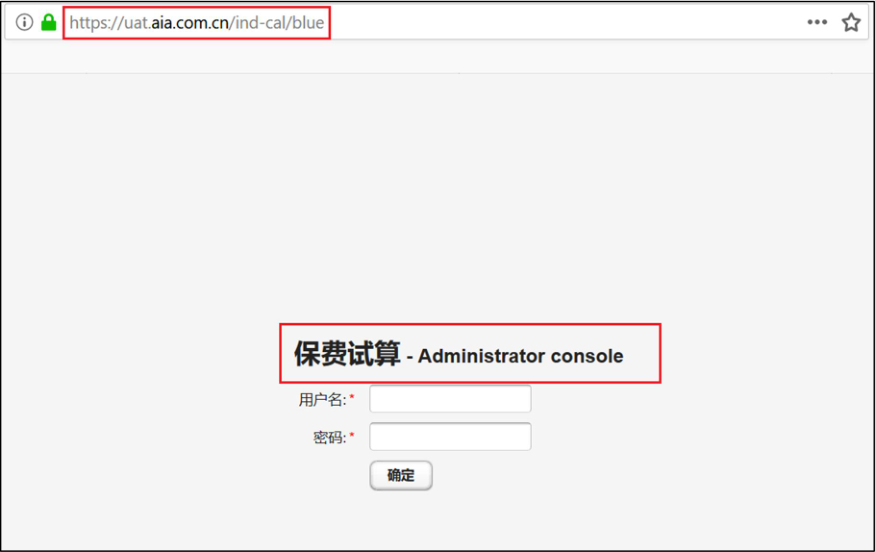 https://uat.aia.com.cn/ind-cal/blue
保费试算 - Administrator console
用户名:*
密码:*
确定